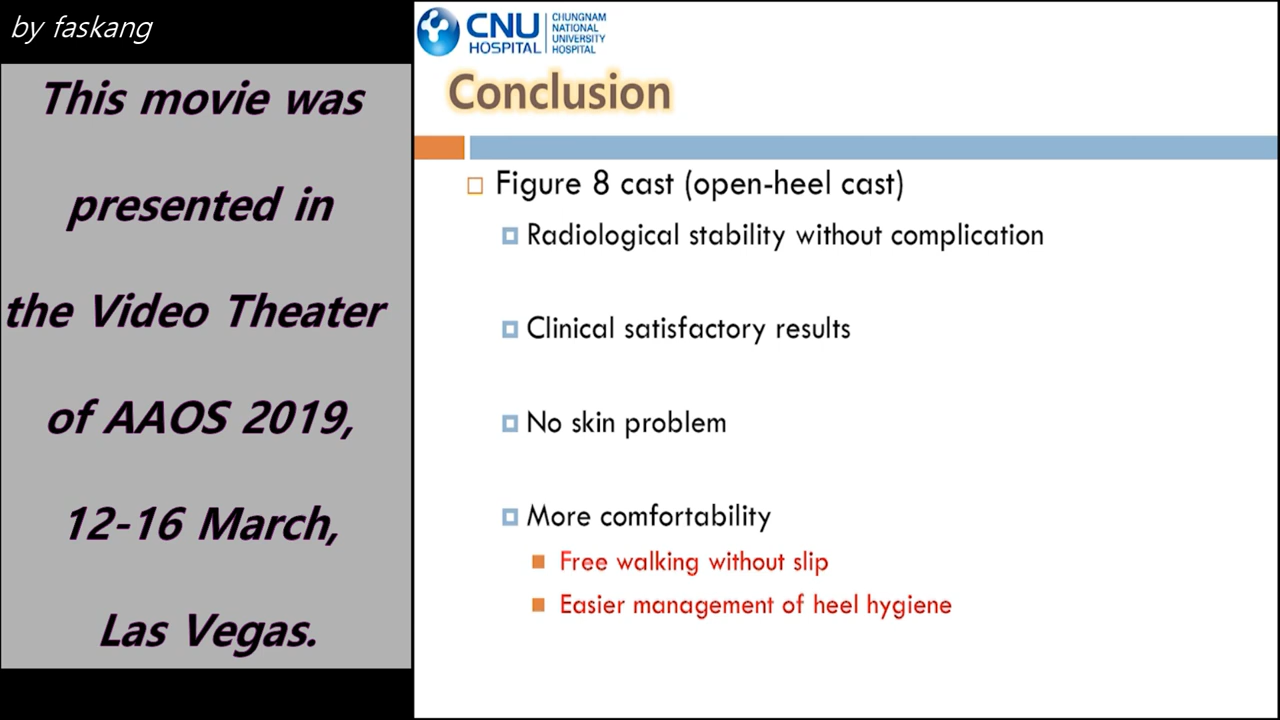 by faskang
This movie was
presented in
the Video Theater
of AAOS 2019,
12-16 March,
Las Vegas.
CNU
HOSPITAL
CHUNGNAM
NATIONAL
UNIVERSITY
HOSPITAL
Conclusion
Figure 8 cast (open-heel cast)
Radiological stability without complication
Clinical satisfactory results
No skin problem
More comfortability
Free walking without slip
Easier management of heel hygiene